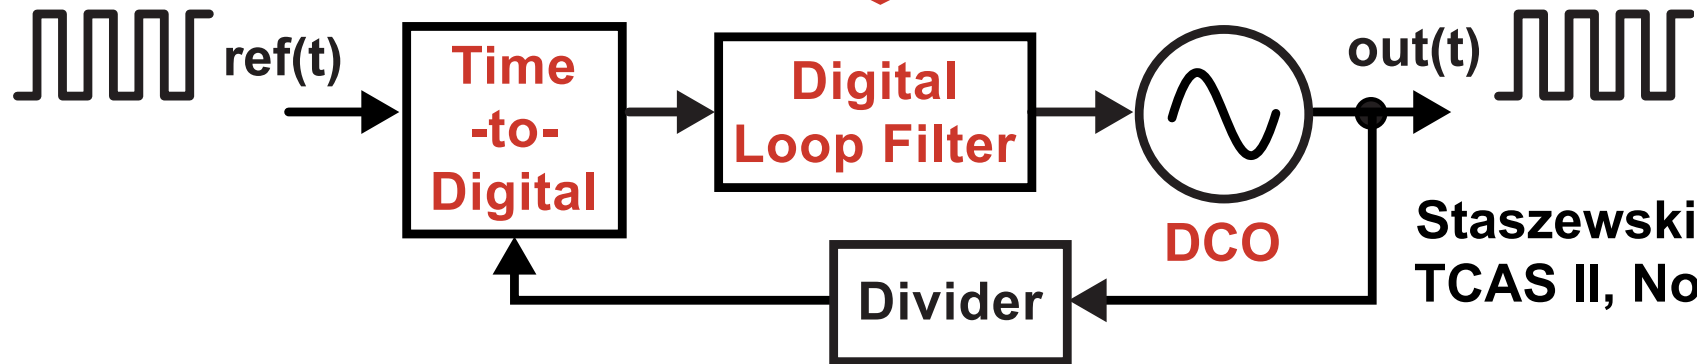 ref(t)
Time
-to-
Digital
Digital
Loop Filter
DCO
out(t)
Divider
Staszewski
TCAS II, No